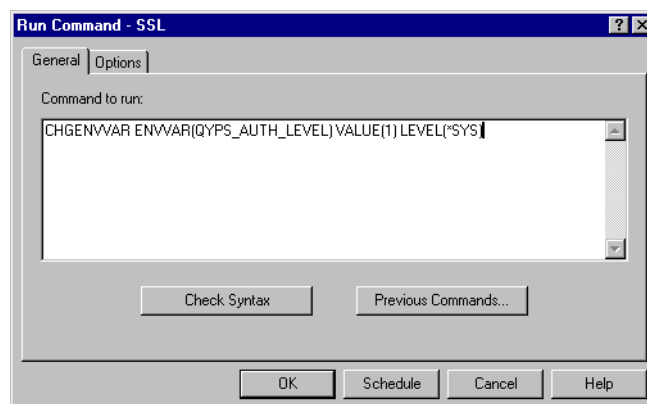 Run Command - SSL
General
Options
Command to run:
CHGENVVAR ENVVAR(QYPS_AUTH_LEVEL) VALUE(1) LEVEL(*SYS)
Check Syntax
Previous Commands...
OK
Schedule
Cancel
Help